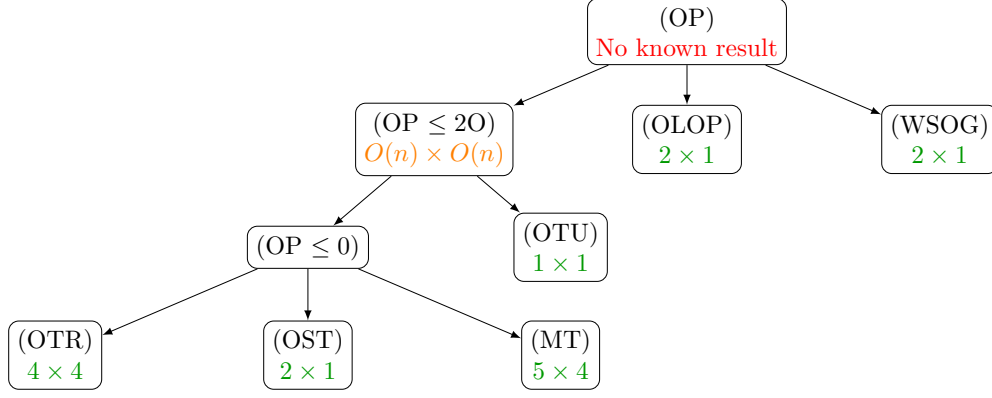 (OP)
No known result
(OP ≤ 2O)
O(n) × O(n)
(OLOP)
2 × 1
(WSOG)
2 × 1
(OP ≤ 0)
(OTU)
1 × 1
(OTR)
4 × 4
(OST)
2 × 1
(MT)
5 × 4